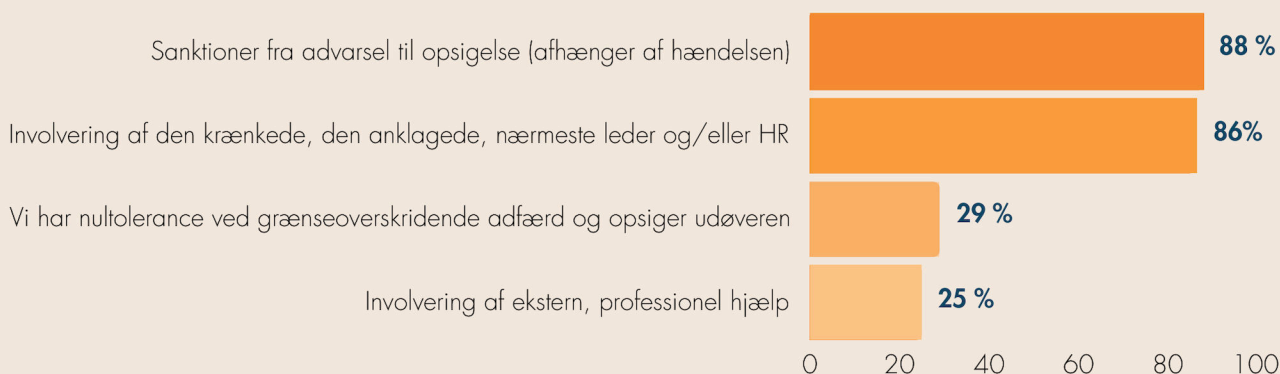 Sanktioner fra advarsel til opsigelse (afhænger af hændelsen) 88 %
Involvering af den krænkede, den anklagede, nærmeste leder og/eller HR 86%
Vi har nultolerance ved grænseoverskridende adfærd og opsiger udøveren 29 %
Involvering af ekstern, professionel hjælp 25 %
0 20 40 60 80 100